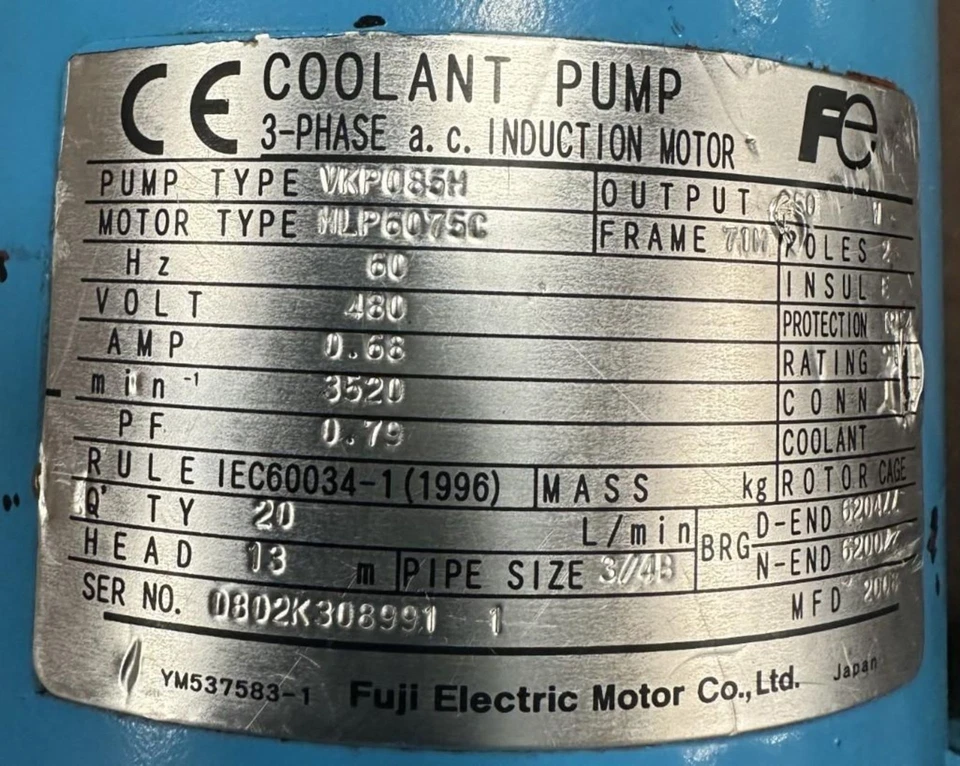 CE COOLANT PUMP Fe
3-PHASE a.c. INDUCTION MOTOR
PUMP TYPE VKP085H OUTPUT W
MOTOR TYPE MLP6075C FRAME 71M POLES 2
Hz 60 INSUL
VOLT 480 PROTECTION
AMP 0.68 RATING
min-1 3520 CONN
PF 0.79 COOLANT
RULE IEC60034-1(1996) MASS kg ROTOR CAGE
Q'TY 20 L/min BRG D-END 6204ZZ
HEAD 13 m PIPE SIZE 3/4B N-END 6200ZZ
SER NO. 0802K308991 1 MFD
YM537583-1 Fuji Electric Motor Co.,Ltd. Japan